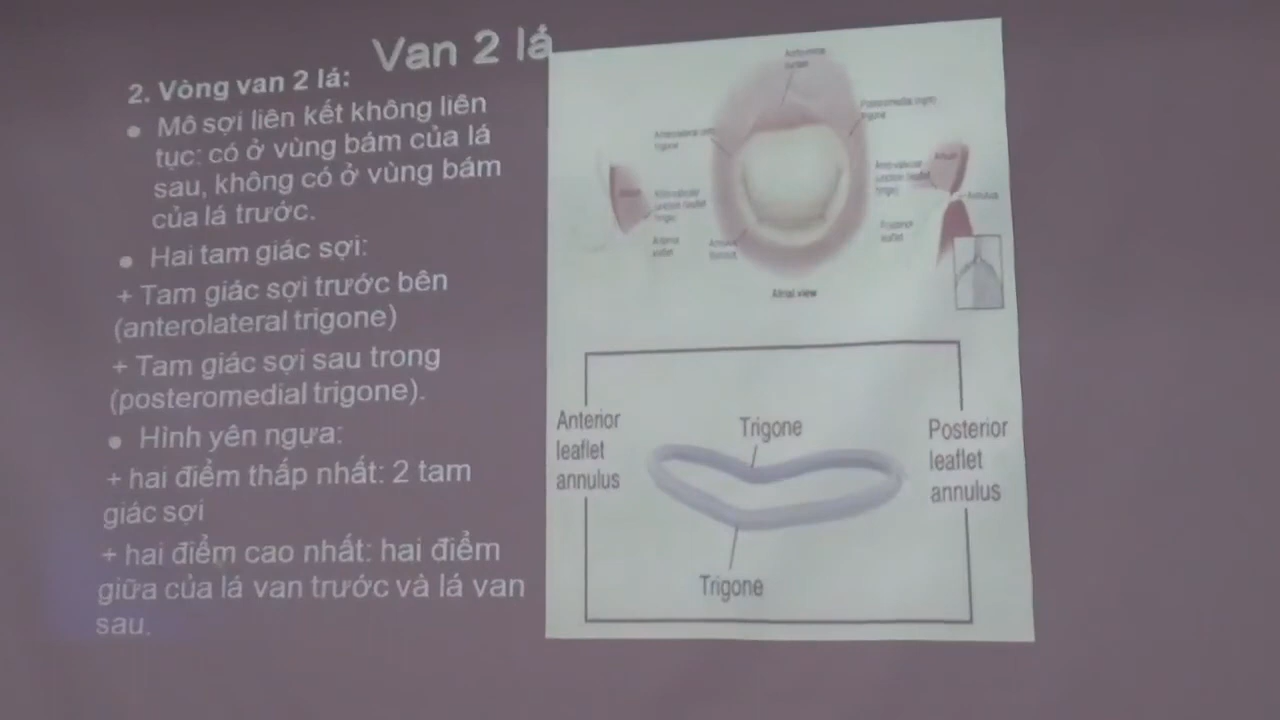 Van 2 lá
2. Vòng van 2 lá:
Mô sợi liên kết không liên
tục: có ở vùng bám của lá
sau, không có ở vùng bám
của lá trước.
Hai tam giác sợi:
+ Tam giác sợi trước bên
(anterolateral trigone)
+ Tam giác sợi sau trong
(posteromedial trigone).
Hình yên ngựa:
+ hai điểm thấp nhất: 2 tam
giác sợi
+ hai điểm cao nhất: hai điểm
giữa của lá van trước và lá van
sau.
trigone
trigone
Annulus
Posterior
leaflet
Atrial view
Anterior
leaflet
annulus
Trigone
Trigone
Posterior
leaflet
annulus